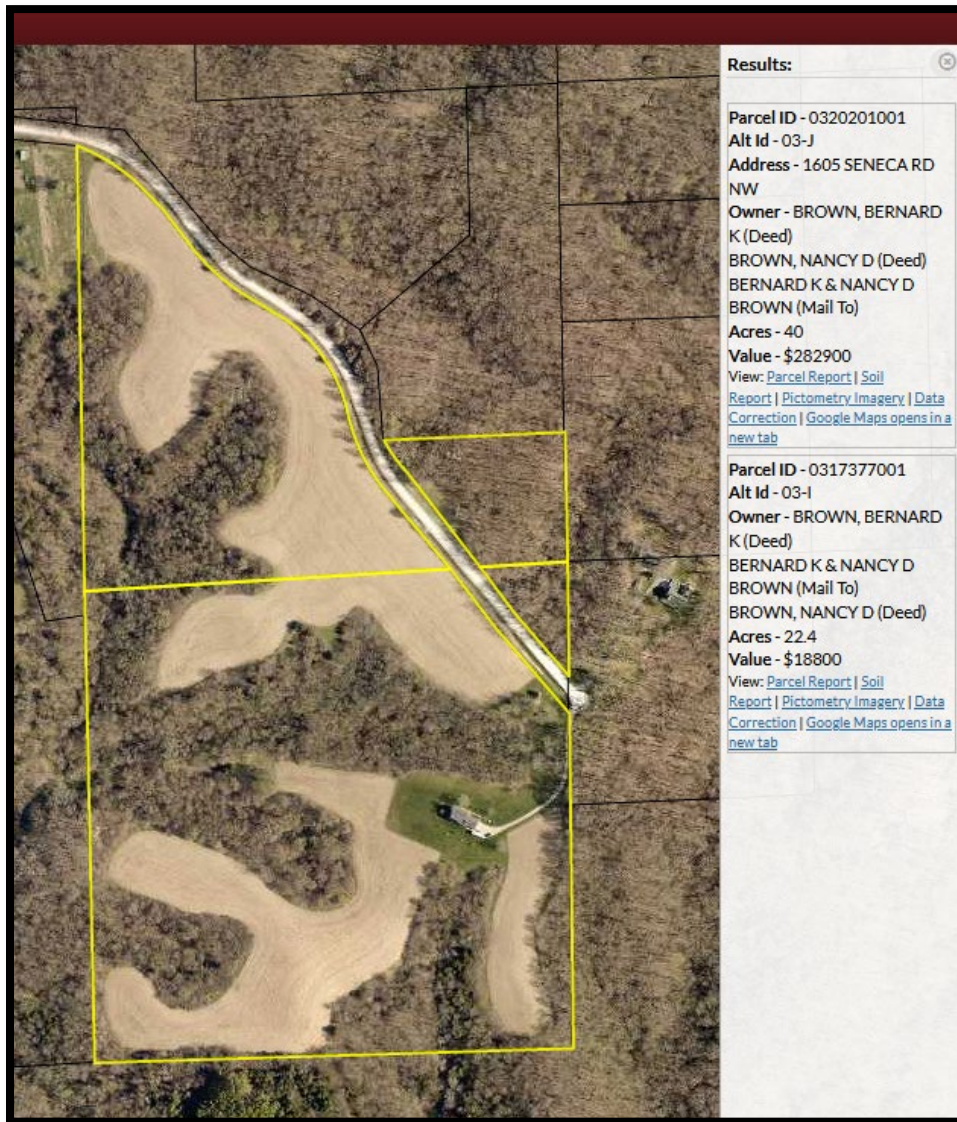 Results:
Parcel ID - 0320201001
Alt Id - 03-J
Address - 1605 SENECA RD
NW
Owner - BROWN, BERNARD
K (Deed)
BROWN, NANCY D (Deed)
BERNARD K & NANCY D
BROWN (Mail To)
Acres - 40
Value - $282900
View: Parcel Report | Soil
Report | Pictometry Imagery | Data
Correction | Google Maps opens in a
new tab
Parcel ID - 0317377001
Alt Id - 03-I
Owner - BROWN, BERNARD
K (Deed)
BERNARD K & NANCY D
BROWN (Mail To)
BROWN, NANCY D (Deed)
Acres - 22.4
Value - $18800
View: Parcel Report | Soil
Report | Pictometry Imagery | Data
Correction | Google Maps opens in a
new tab